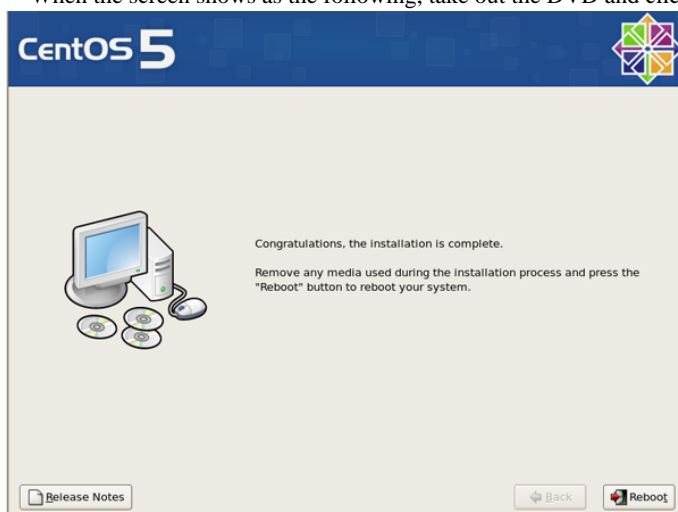 When the screen shows as the following, take out the DVD and
CentOS 5
Congratulations, the installation is complete.
Remove any media used during the installation process and press the
"Reboot" button to reboot your system.
Release Notes
Back
Reboot